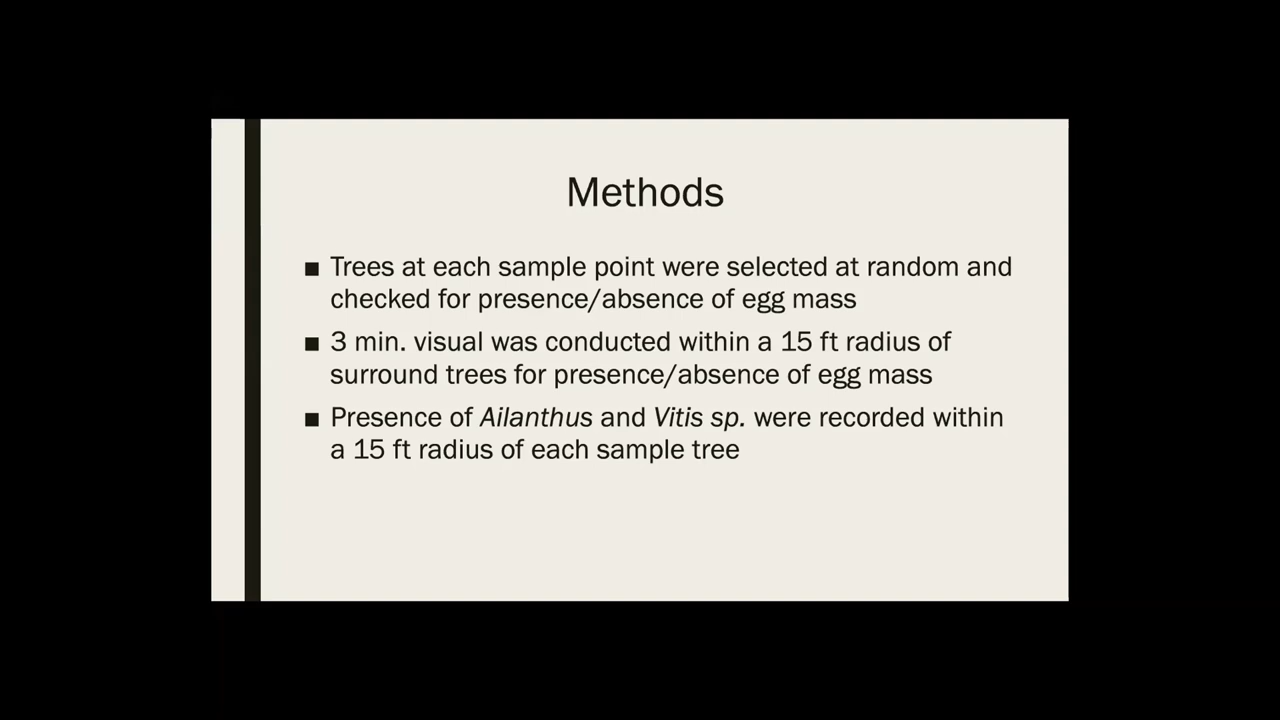 Methods
■ Trees at each sample point were selected at random and
checked for presence/absence of egg mass
■ 3 min. visual was conducted within a 15 ft radius of
surround trees for presence/absence of egg mass
■ Presence of Ailanthus and Vitis sp. were recorded within
a 15 ft radius of each sample tree